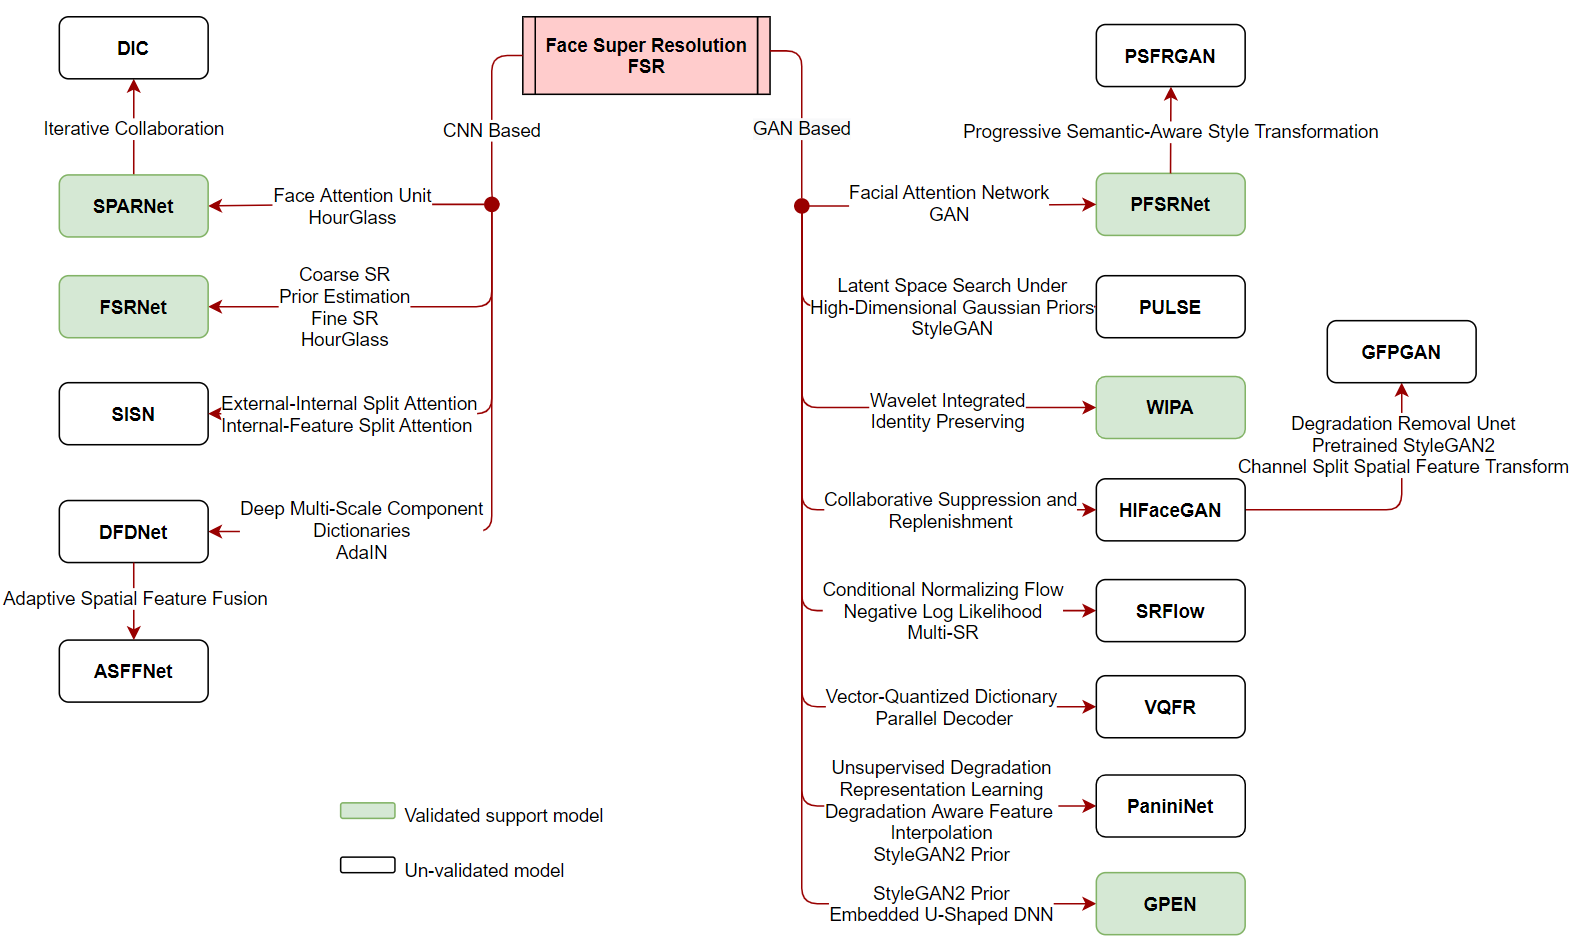 Face Super Resolution
FSR
CNN Based
DIC
Iterative Collaboration
SPARNet
Face Attention Unit
HourGlass
FSRNet
Coarse SR
Prior Estimation
Fine SR
HourGlass
SISN
External-Internal Split Attention
Internal-Feature Split Attention
DFDNet
Deep Multi-Scale Component
Dictionaries
AdaIN
Adaptive Spatial Feature Fusion
ASFFNet
GAN Based
PSFRGAN
Progressive Semantic-Aware Style Transformation
Facial Attention Network
GAN
PFSRNet
Latent Space Search Under
High-Dimensional Gaussian Priors
StyleGAN
PULSE
Wavelet Integrated
Identity Preserving
WIPA
GFPGAN
Degradation Removal Unet
Pretrained StyleGAN2
Channel Split Spatial Feature Transform
Collaborative Suppression and
Replenishment
HIFaceGAN
Conditional Normalizing Flow
Negative Log Likelihood
Multi-SR
SRFlow
Vector-Quantized Dictionary
Parallel Decoder
VQFR
Unsupervised Degradation
Representation Learning
Degradation Aware Feature
Interpolation
StyleGAN2 Prior
PaniniNet
StyleGAN2 Prior
Embedded U-Shaped DNN
GPEN
Validated support model
Un-validated model